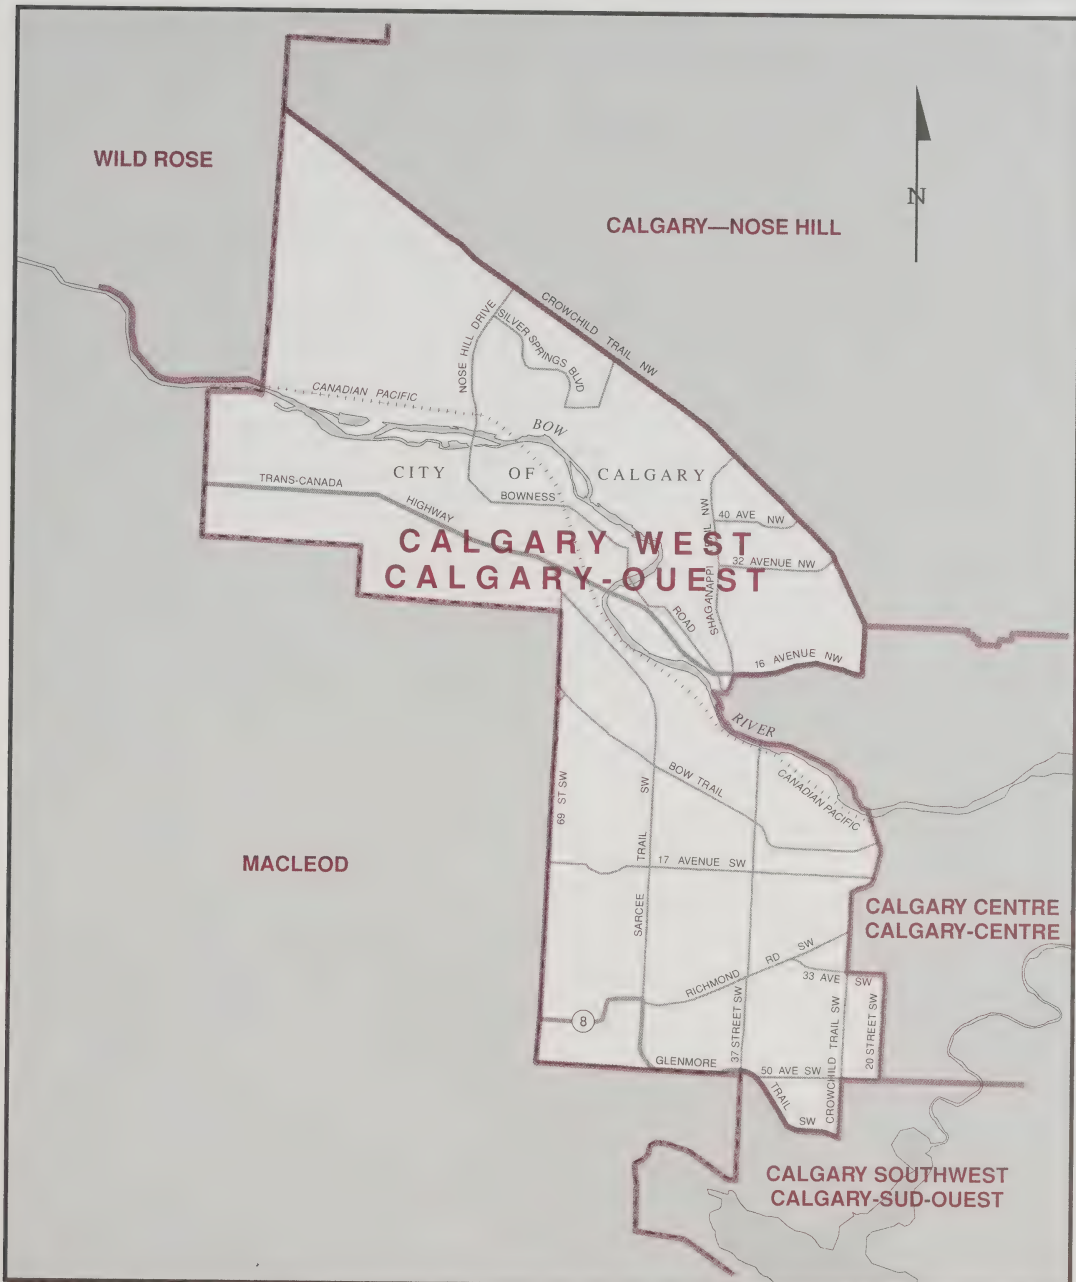 WILD ROSE
N
CALGARY—NOSE HILL
CROWCHILD TRAIL NW
NOSE HILL DRIVE
SILVER SPRINGS BLVD
CANADIAN PACIFIC
BOW
CITY OF CALGARY
TRANS-CANADA
HIGHWAY
BOWNESS
40 AVE NW
CALGARY WEST
CALGARY-OUEST
32 AVENUE NW
SHAGANAPPI TRAIL NW
ROAD
16 AVENUE NW
RIVER
BOW TRAIL
CANADIAN PACIFIC
69 ST SW
SARCEE TRAIL SW
17 AVENUE SW
MACLEOD
CALGARY CENTRE
CALGARY-CENTRE
RICHMOND RD SW
33 AVE SW
37 STREET SW
CROWCHILD TRAIL SW
20 STREET SW
8
GLENMORE
50 AVE SW
TRAIL SW
CALGARY SOUTHWEST
CALGARY-SUD-OUEST